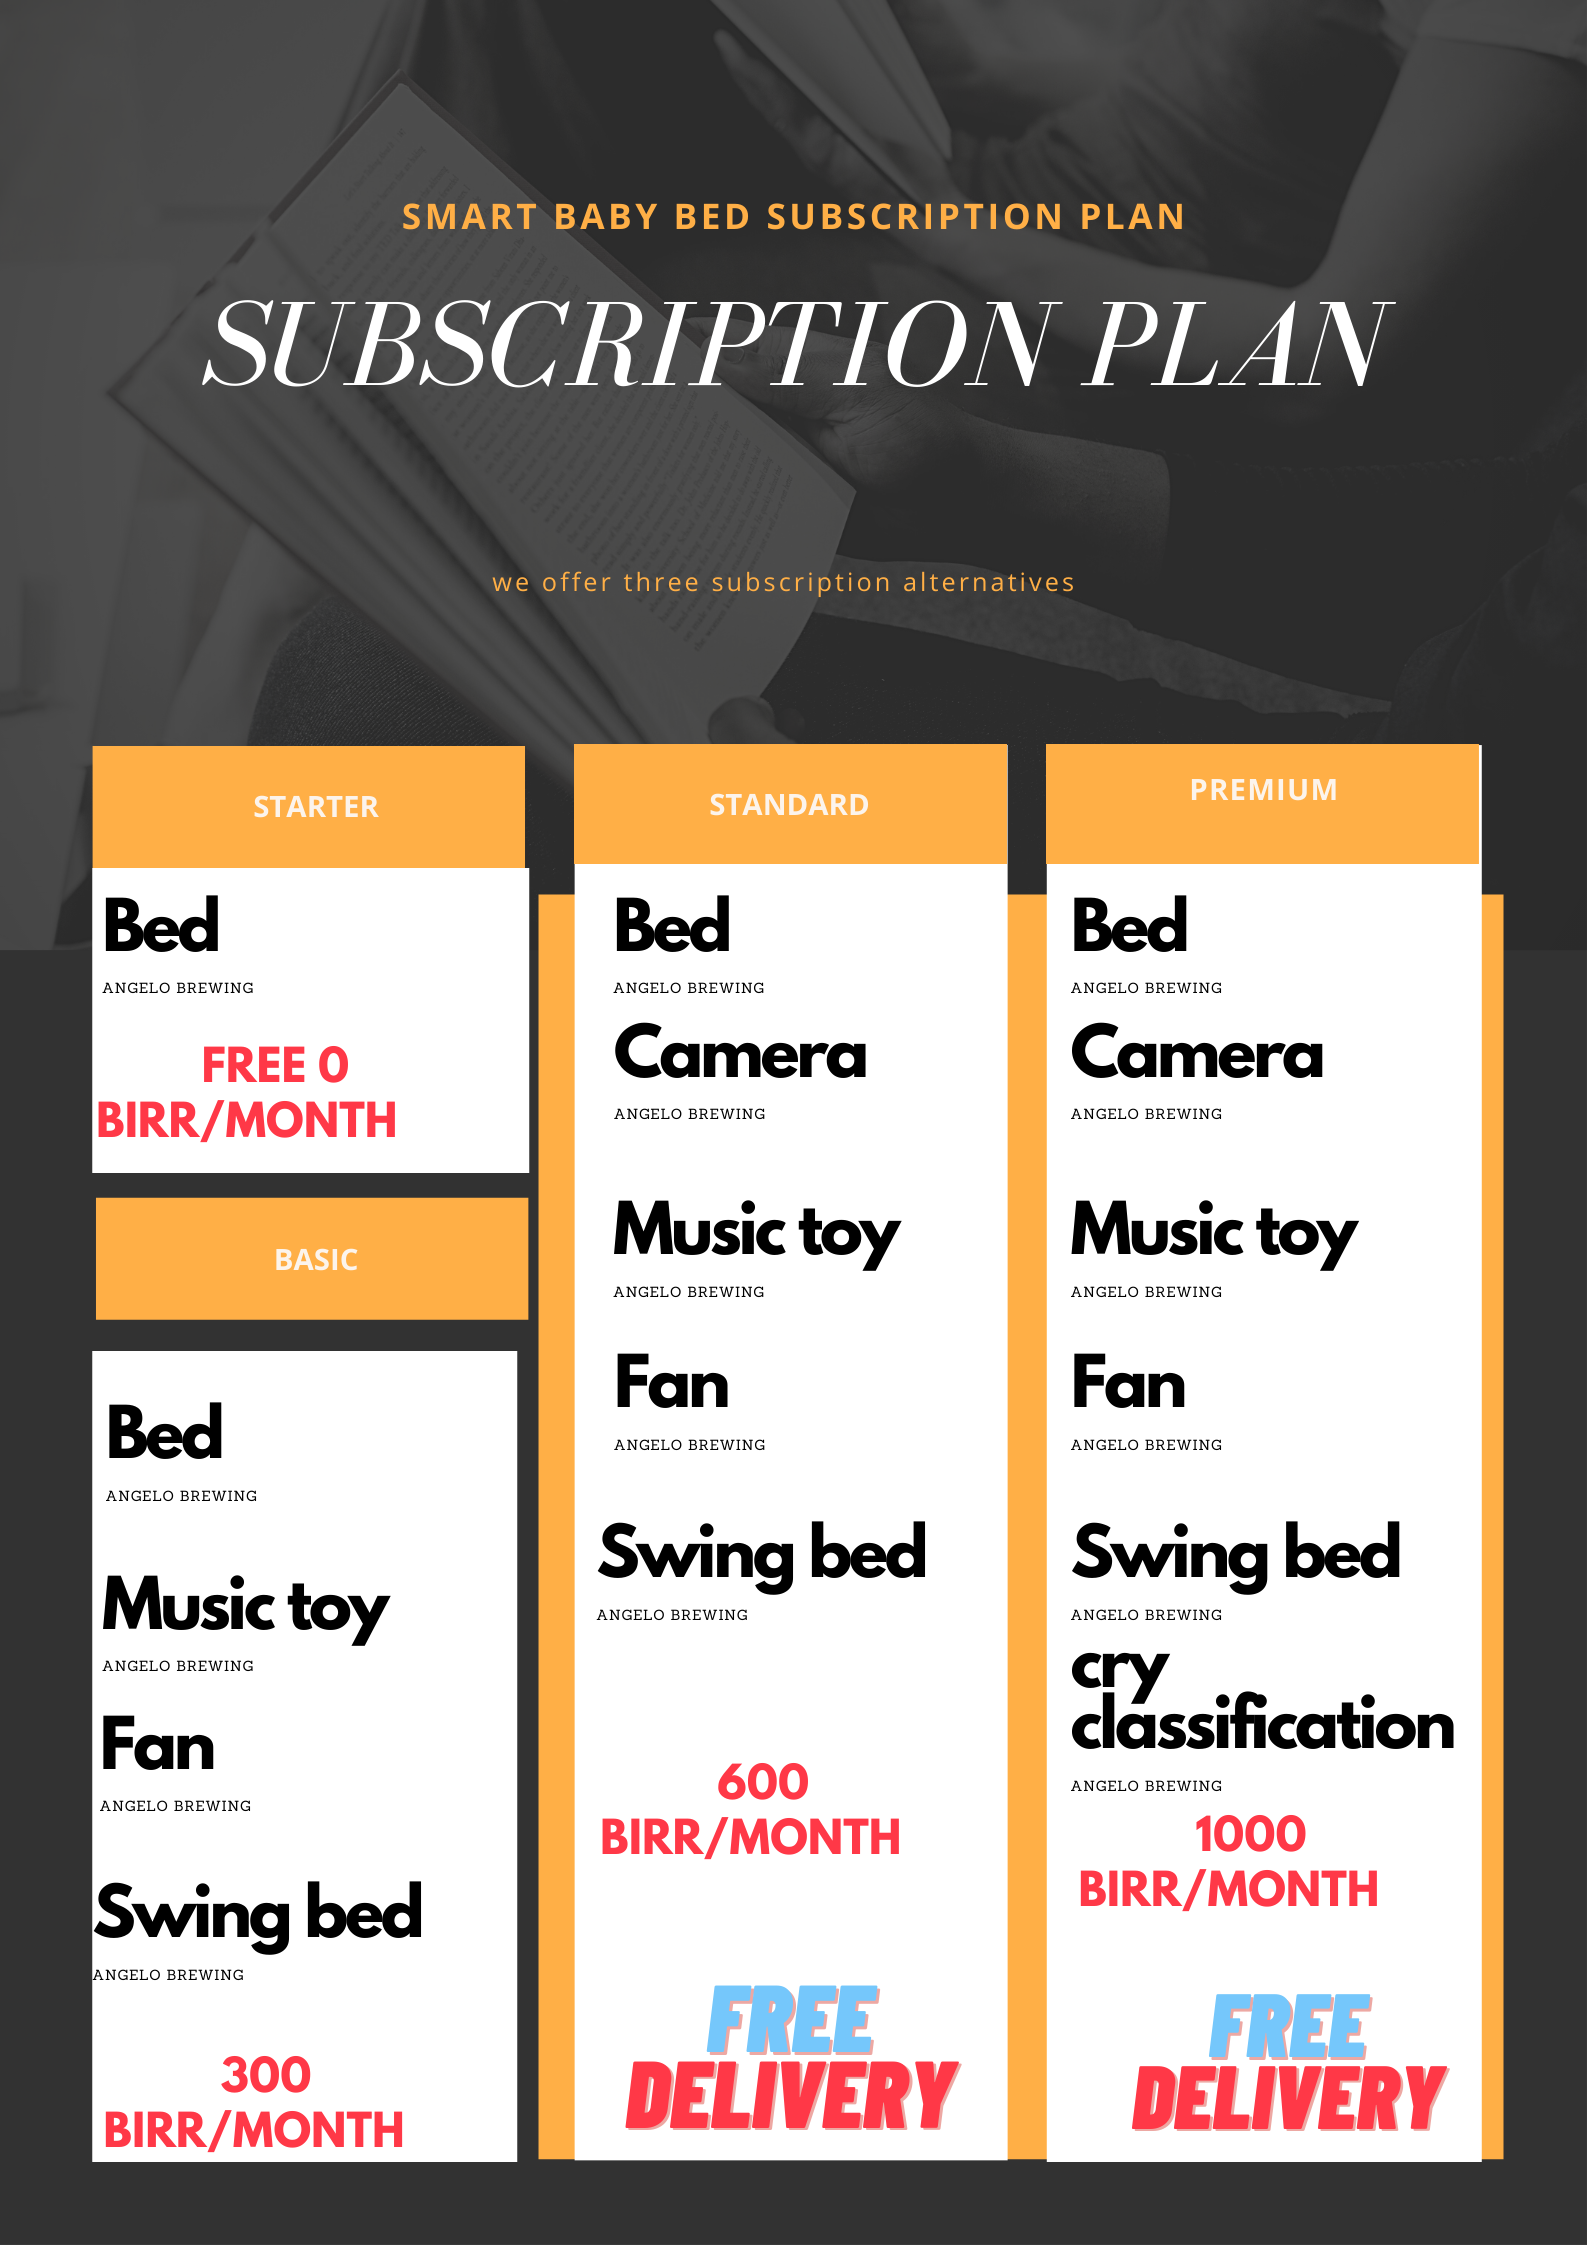 SMART BABY BED SUBSCRIPTION PLAN
SUBSCRIPTION PLAN
we offer three subscription alternatives
STARTER
Bed
ANGELO BREWING
FREE 0
BIRR/MONTH
BASIC
Bed
ANGELO BREWING
Music toy
ANGELO BREWING
Fan
ANGELO BREWING
Swing bed
ANGELO BREWING
300
BIRR/MONTH
STANDARD
Bed
ANGELO BREWING
Camera
ANGELO BREWING
Music toy
ANGELO BREWING
Fan
ANGELO BREWING
Swing bed
ANGELO BREWING
600
BIRR/MONTH
FREE
DELIVERY
PREMIUM
Bed
ANGELO BREWING
Camera
ANGELO BREWING
Music toy
ANGELO BREWING
Fan
ANGELO BREWING
Swing bed
ANGELO BREWING
cry
classification
ANGELO BREWING
1000
BIRR/MONTH
FREE
DELIVERY